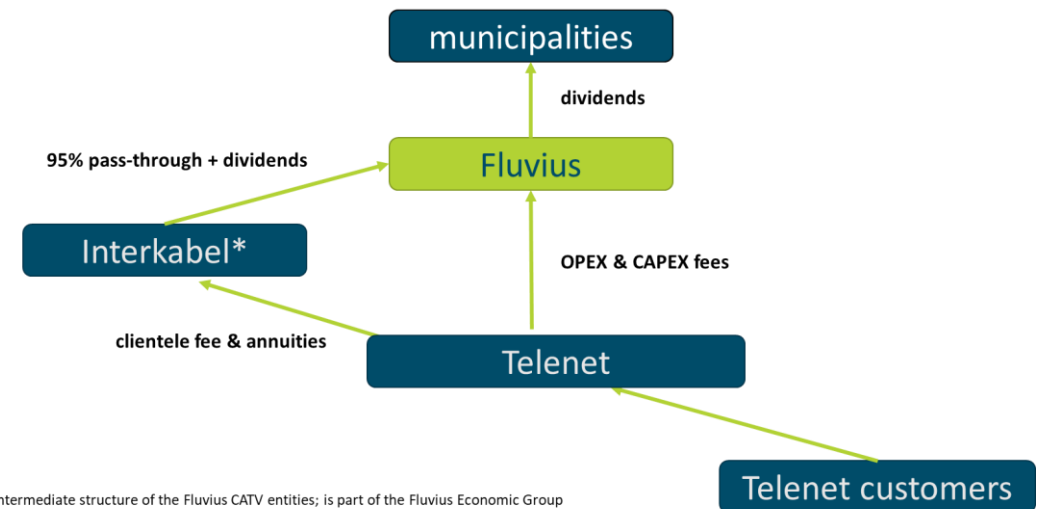 municipalities
dividends
Fluvius
95% pass-through + dividends
Interkabel*
OPEX & CAPEX fees
clientele fee & annuities
Telenet
Telenet customers
ntermediate structure of the Fluvius CATV entities; is part of the Fluvius Economic Group